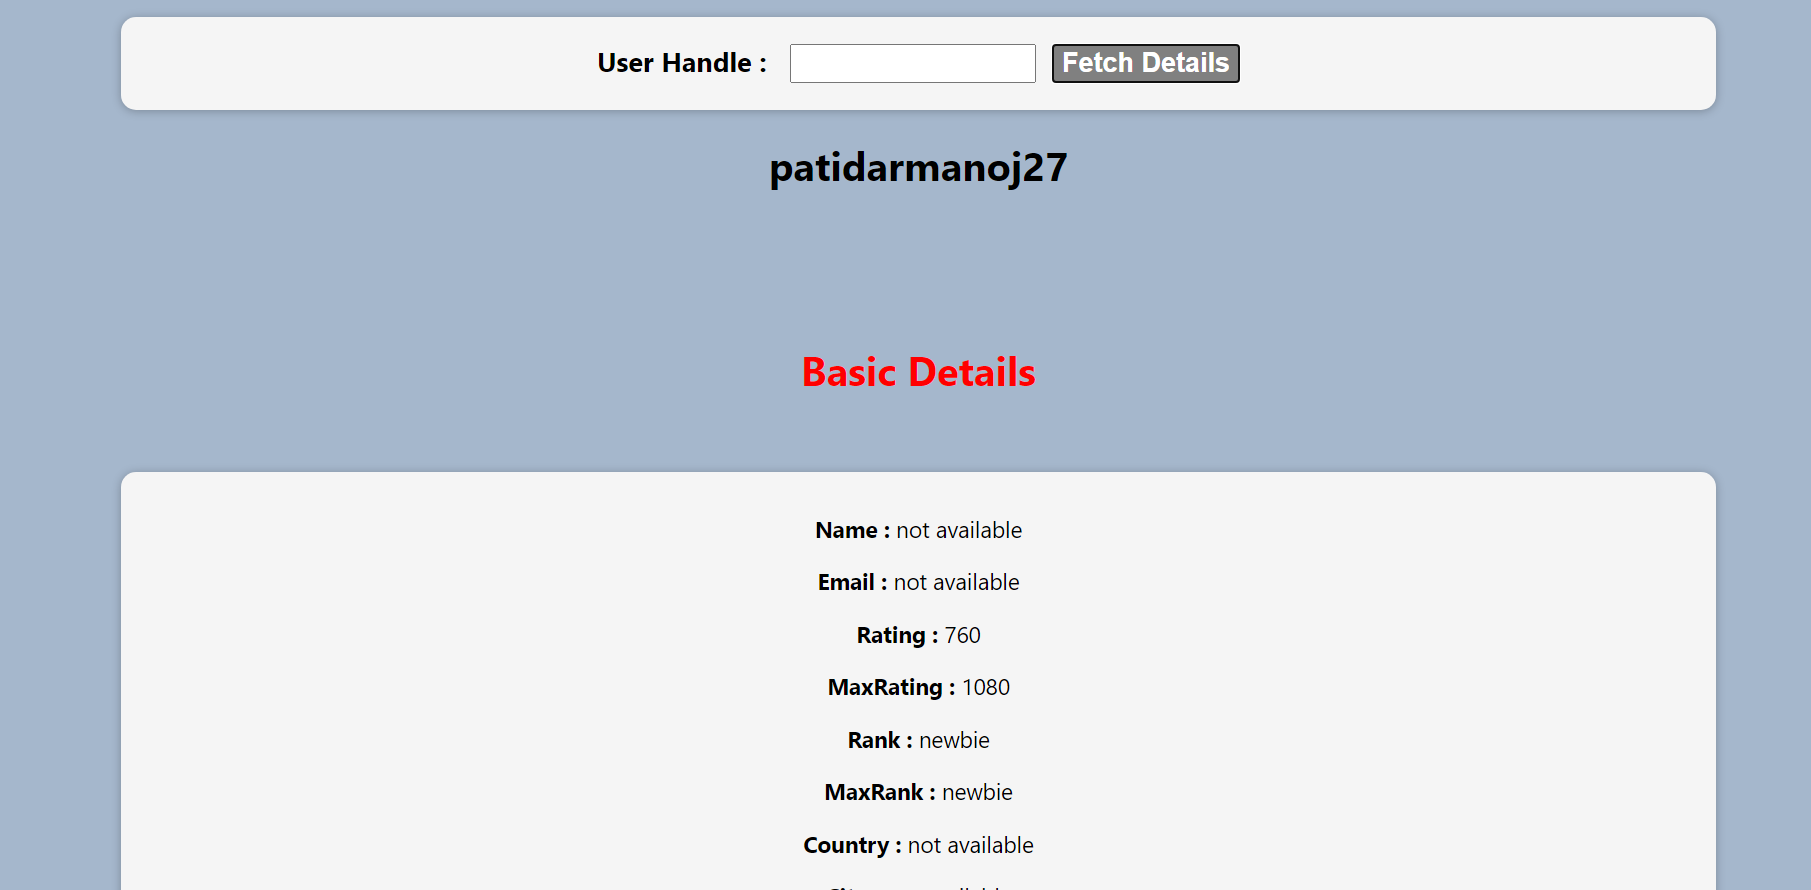 User Handle : Fetch Details
patidarmanoj27
Basic Details
Name : not available
Email : not available
Rating : 760
MaxRating : 1080
Rank : newbie
MaxRank : newbie
Country : not available